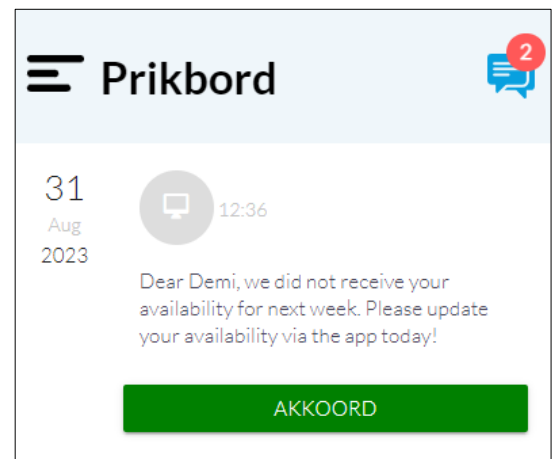 Prikbord
2
31
Aug
2023
12:36
Dear Demi, we did not receive your
availability for next week. Please update
your availability via the app today!
AKKOORD